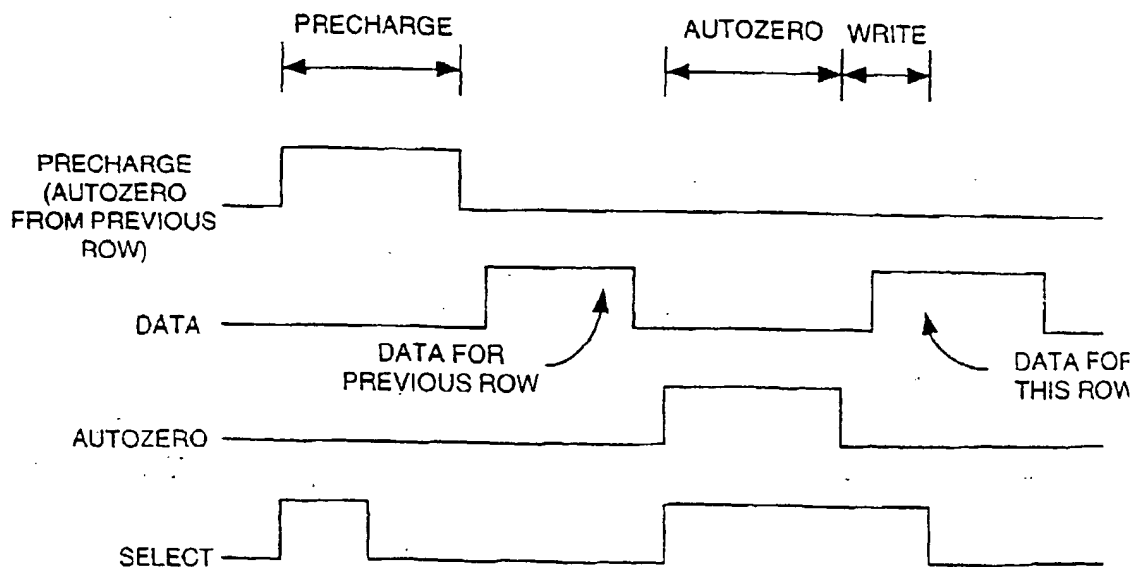 PRECHARGE
AUTOZERO
WRITE
PRECHARGE
(AUTOZERO
FROM PREVIOUS
ROW)
DATA
DATA FOR
PREVIOUS ROW
DATA FOR
THIS ROW
AUTOZERO
SELECT